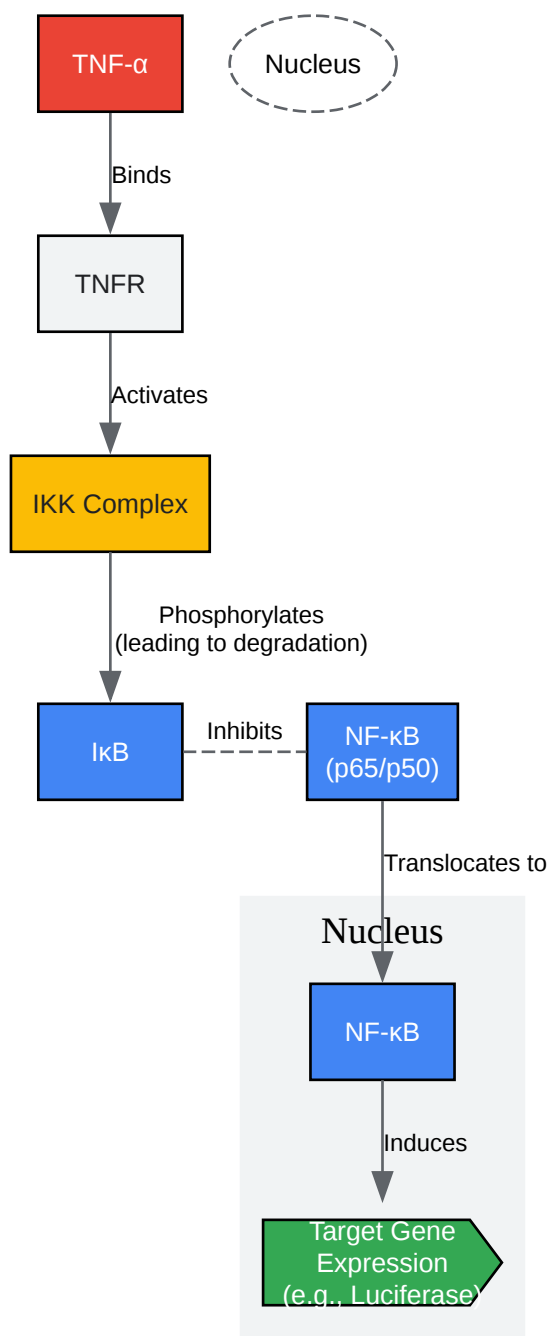 TNF-α
Nucleus
Binds
TNFR
Activates
IKK Complex
Phosphorylates
(leading to degradation)
IκB
Inhibits
NF-κB
(p65/p50)
Translocates to
Nucleus
NF-κB
Induces
Target Gene
Expression
(e.g., Luciferase)